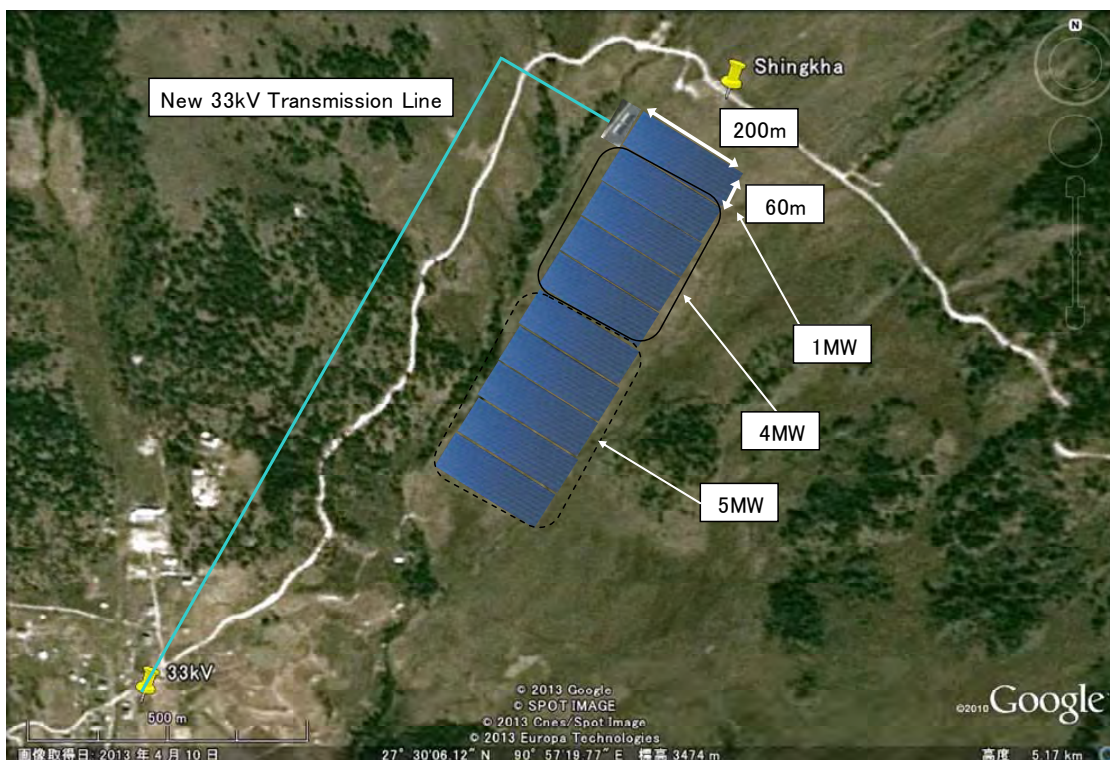 N
Shingkha
New 33kV Transmission Line
200m
60m
1MW
4MW
5MW
33kV
500 m
© 2013 Google
© SPOT IMAGE
© 2013 Cnes/Spot Image
© 2013 Europa Technologies
©2010 Google
画像取得日: 2013 年 4 月 10 日 27° 30'06.12" N 90° 57'19.77" E 標高 3474 m 高度 5.17 km